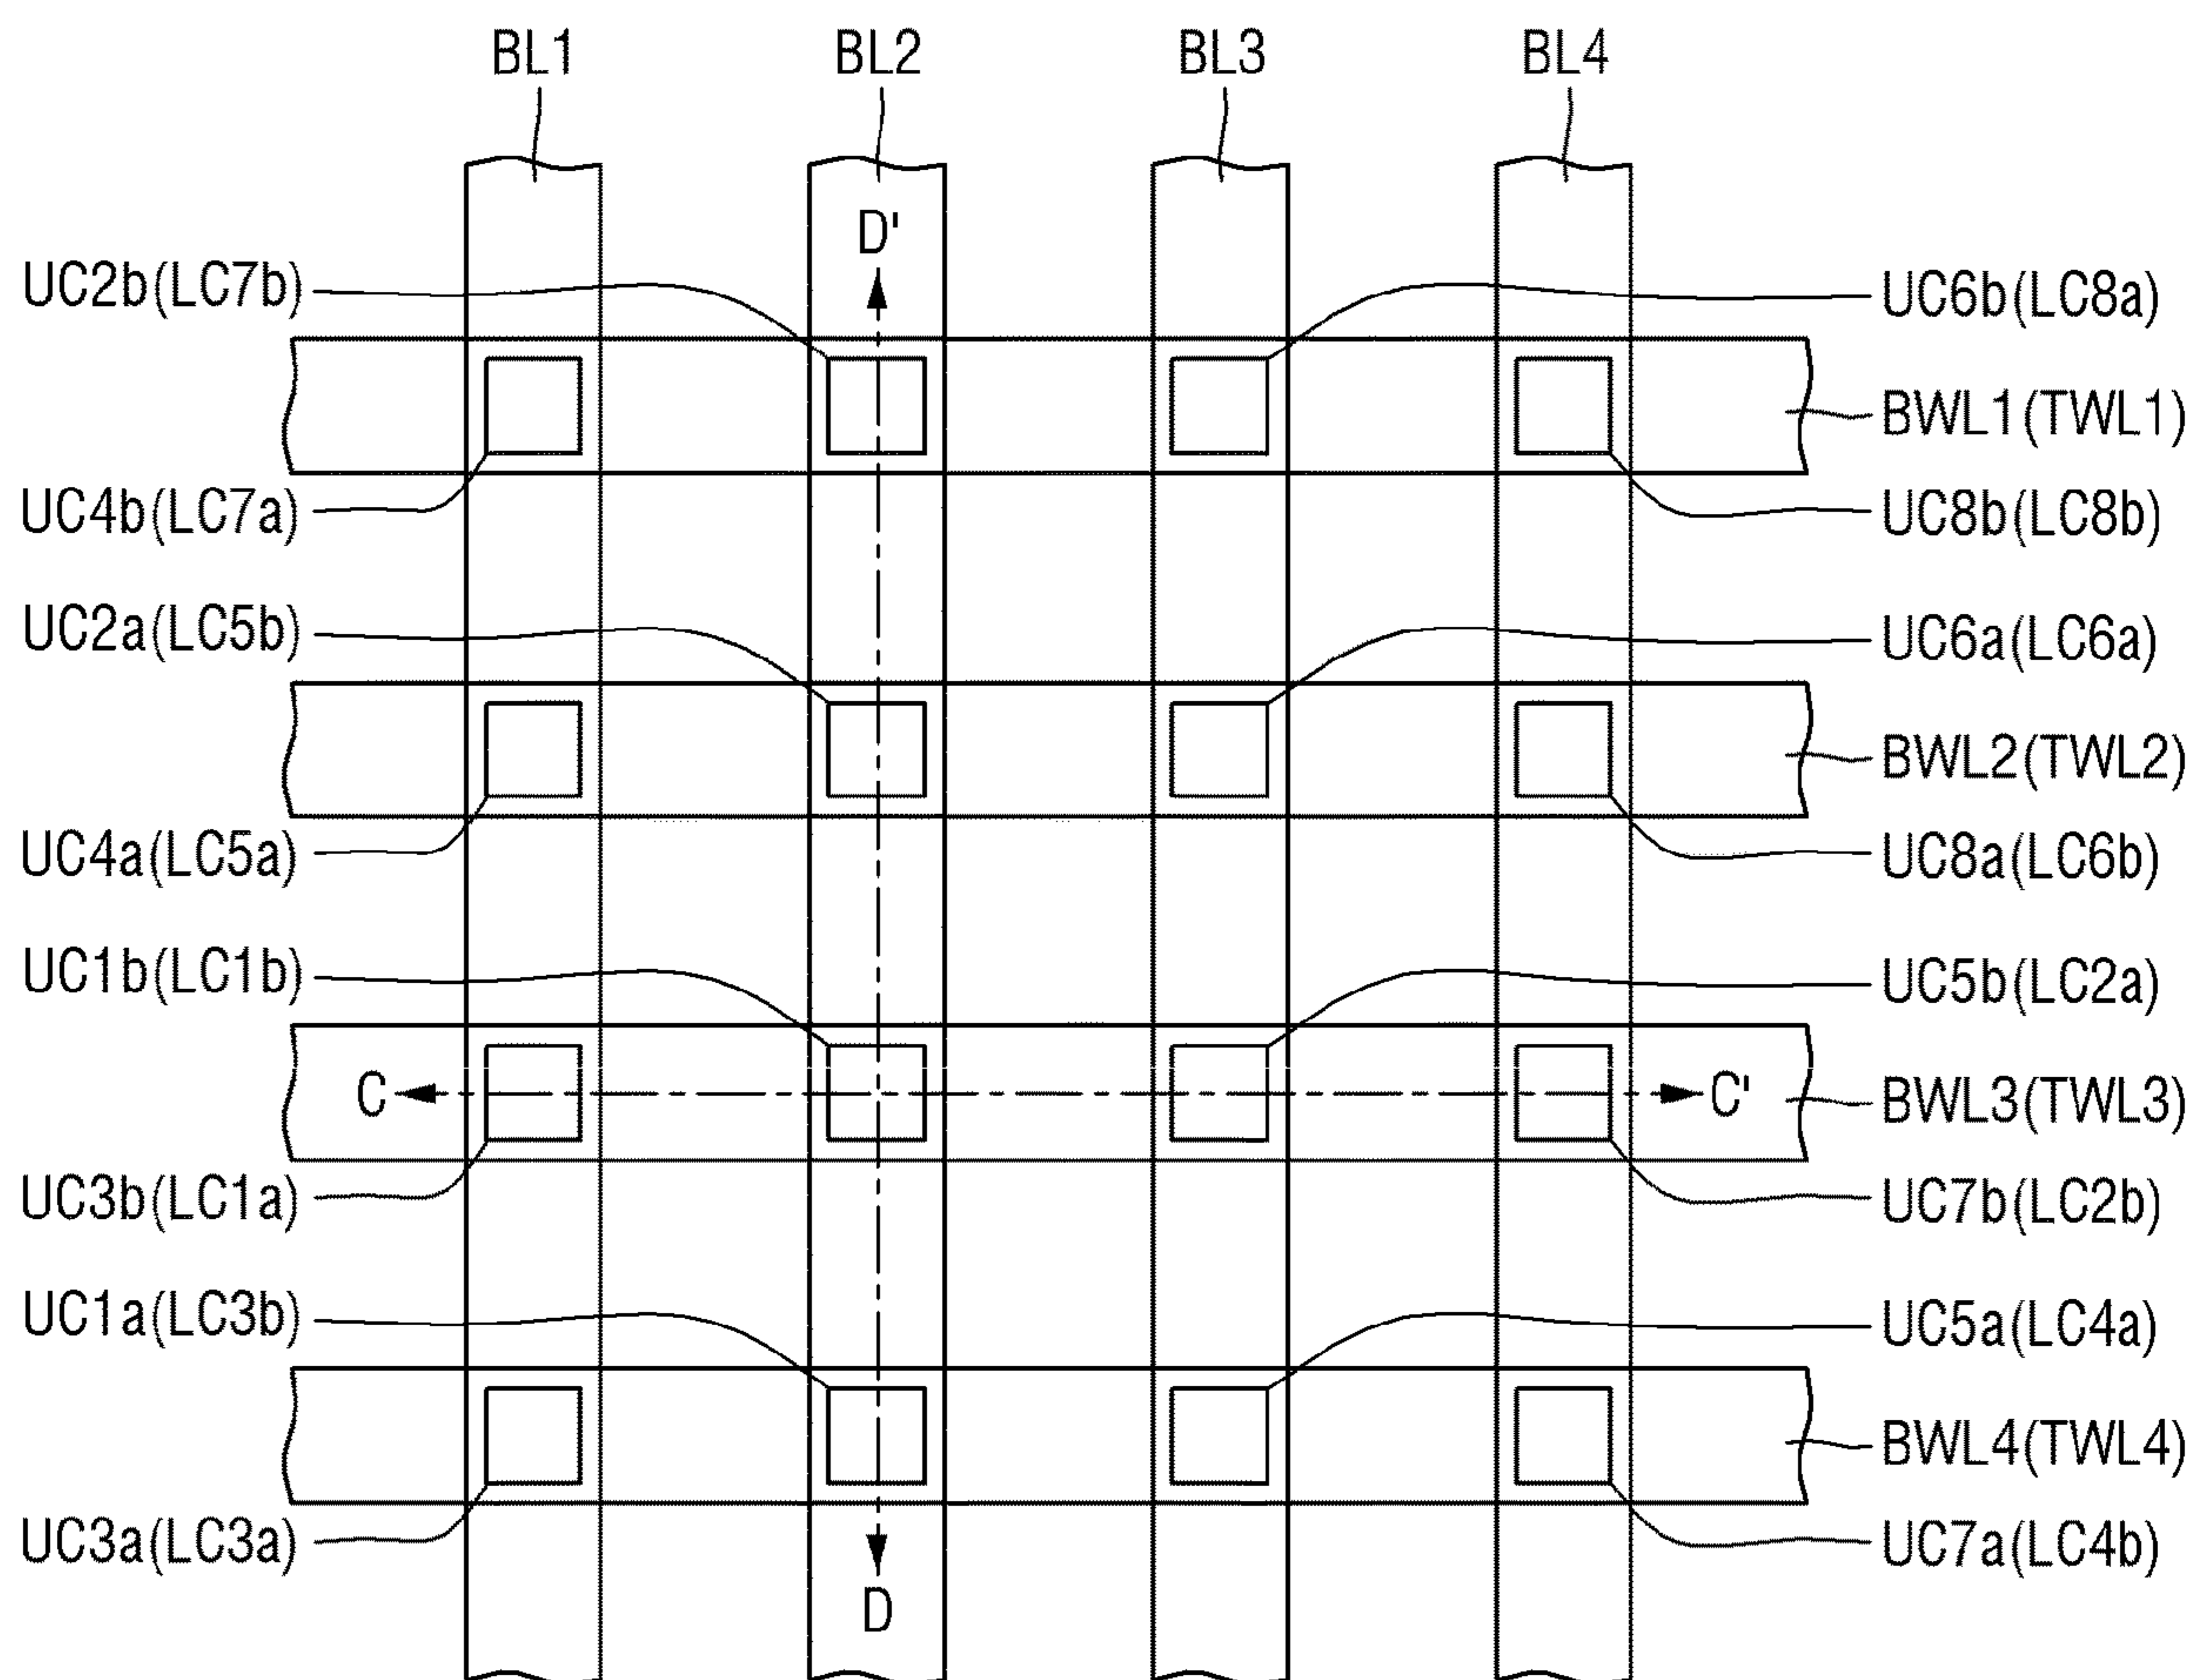 BL1 BL2 BL3 BL4
D'
UC2b(LC7b) UC6b(LC8a)
BWL1(TWL1)
UC4b(LC7a) UC8b(LC8b)
UC2a(LC5b) UC6a(LC6a)
BWL2(TWL2)
UC4a(LC5a) UC8a(LC6b)
UC1b(LC1b) UC5b(LC2a)
C C' BWL3(TWL3)
UC3b(LC1a) UC7b(LC2b)
UC1a(LC3b) UC5a(LC4a)
BWL4(TWL4)
UC3a(LC3a) UC7a(LC4b)
D